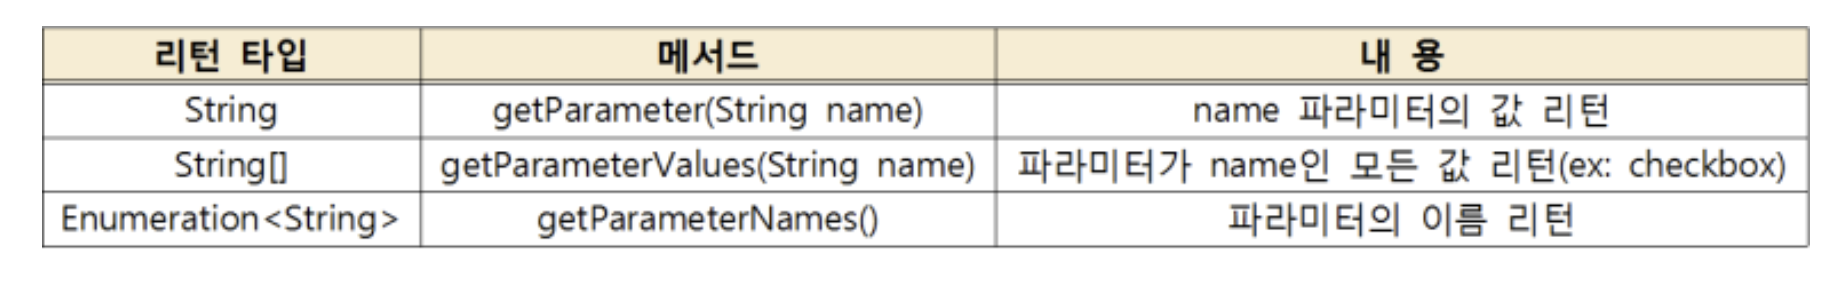 리턴 타입 메서드 내 용
String getParameter(String name) name 파라미터의 값 리턴
String[] getParameterValues(String name) 파라미터가 name인 모든 값 리턴(ex: checkbox)
Enumeration<String> getParameterNames() 파라미터의 이름 리턴